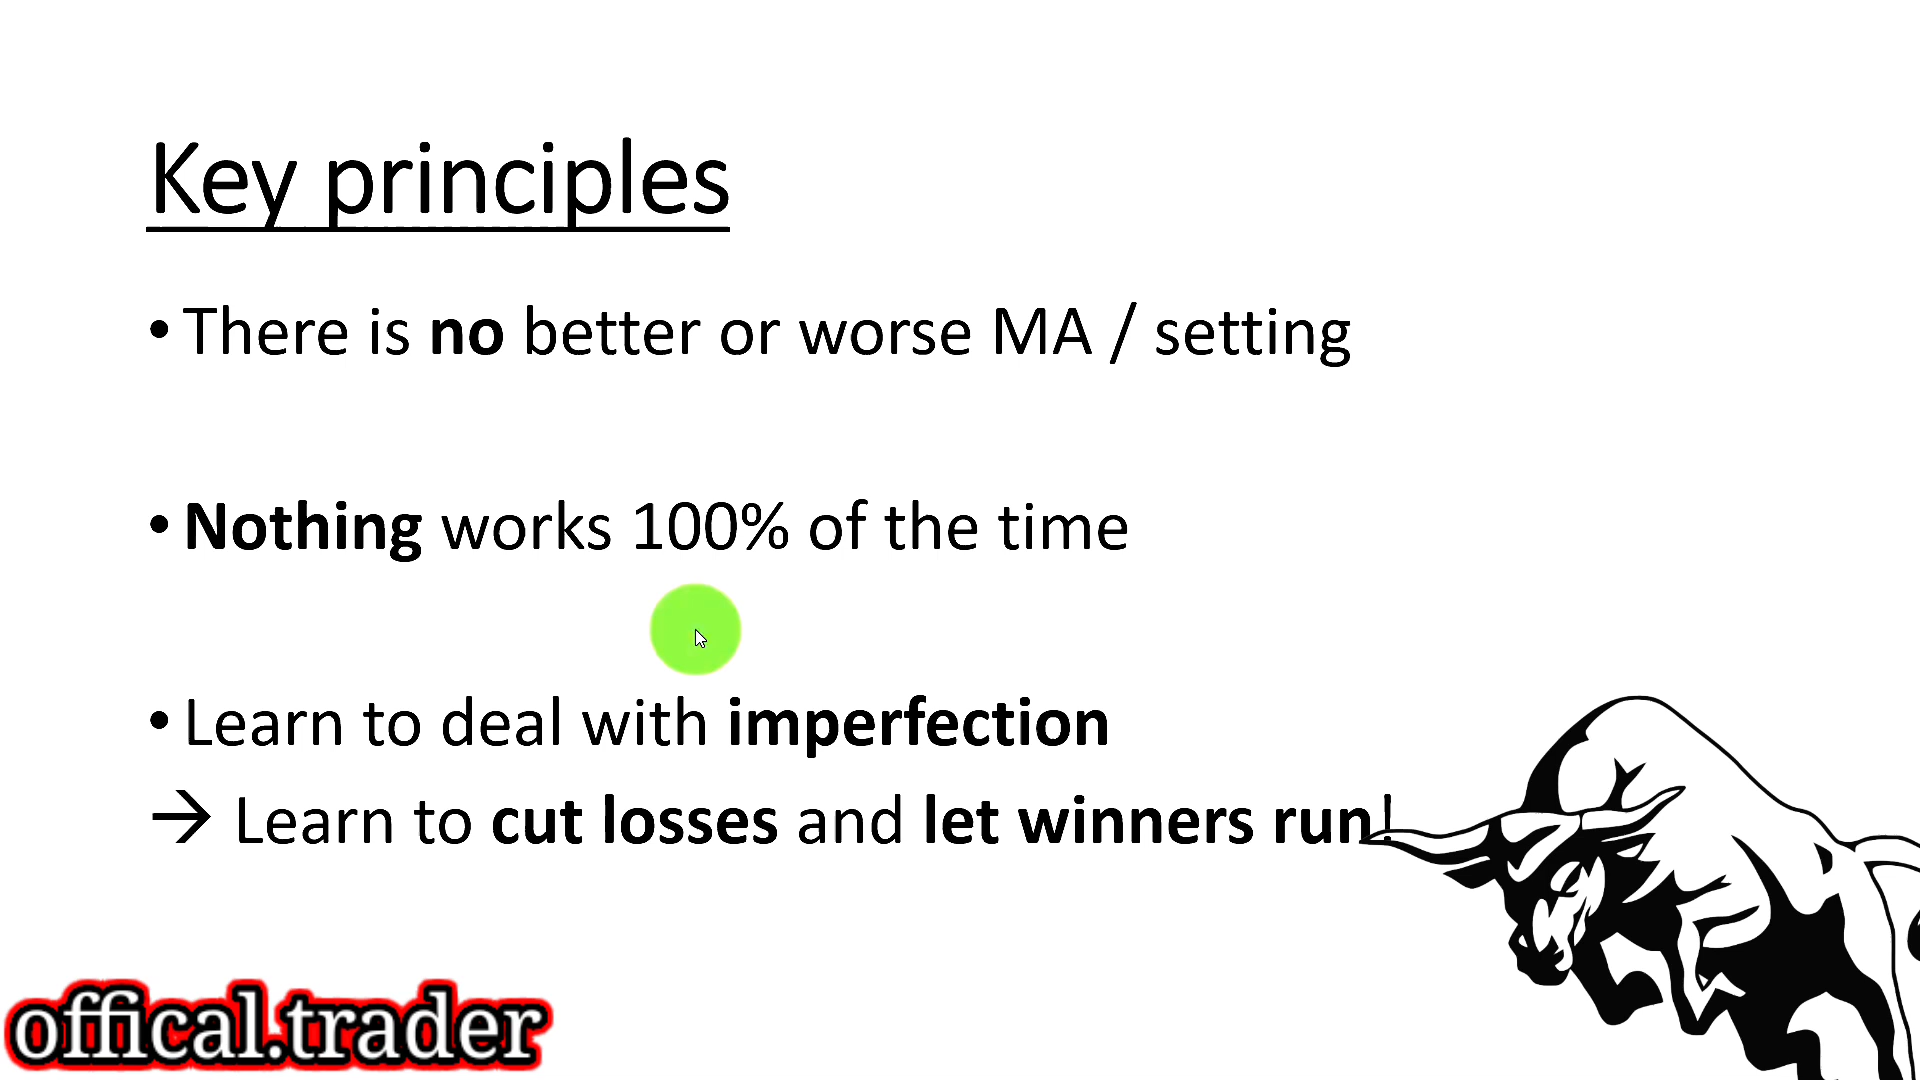 Key principles
• There is no better or worse MA / setting
• Nothing works 100% of the time
• Learn to deal with imperfection
→ Learn to cut losses and let winners run!
offical.trader